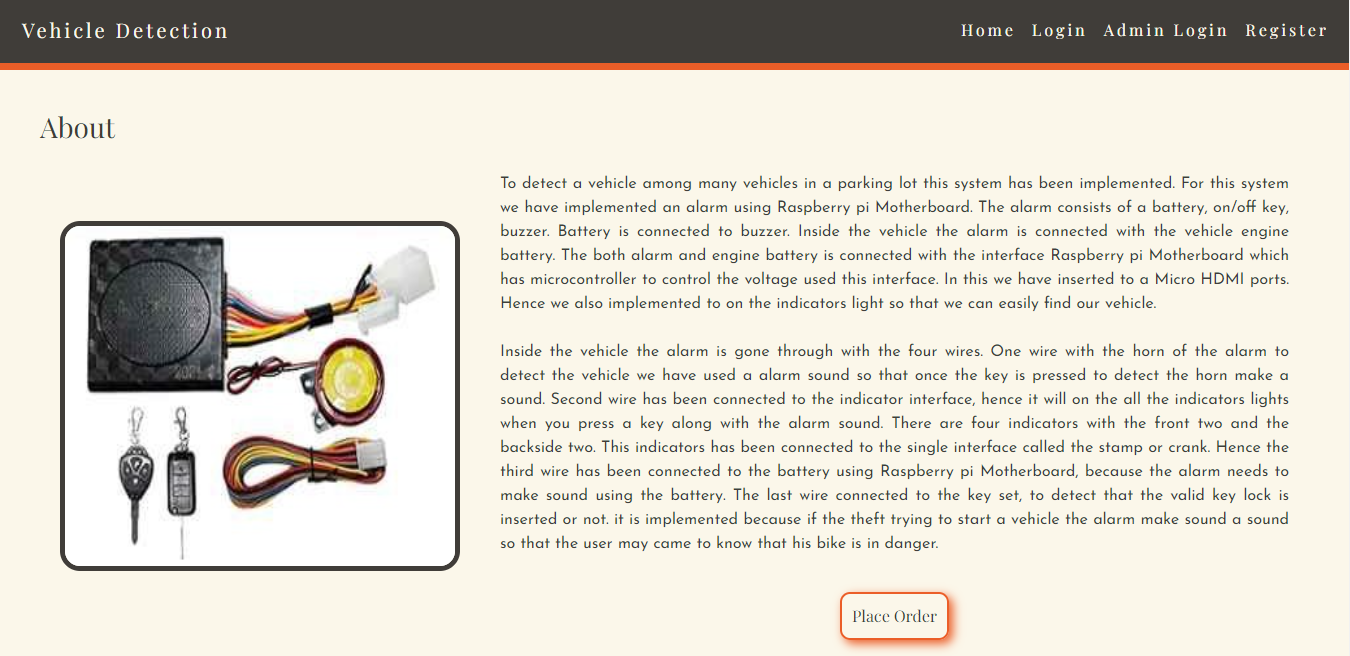 Vehicle Detection
Home Login Admin Login Register
About
To detect a vehicle among many vehicles in a parking lot this system has been implemented. For this system
we have implemented an alarm using Raspberry pi Motherboard. The alarm consists of a battery, on/off key,
buzzer. Battery is connected to buzzer. Inside the vehicle the alarm is connected with the vehicle engine
battery. The both alarm and engine battery is connected with the interface Raspberry pi Motherboard which
has microcontroller to control the voltage used this interface. In this we have inserted to a Micro HDMI ports.
Hence we also implemented to on the indicators light so that we can easily find our vehicle.
Inside the vehicle the alarm is gone through with the four wires. One wire with the horn of the alarm to
detect the vehicle we have used a alarm sound so that once the key is pressed to detect the horn make a
sound. Second wire has been connected to the indicator interface, hence it will on the all the indicators lights
when you press a key along with the alarm sound. There are four indicators with the front two and the
backside two. This indicators has been connected to the single interface called the stamp or crank. Hence the
third wire has been connected to the battery using Raspberry pi Motherboard, because the alarm needs to
make sound using the battery. The last wire connected to the key set, to detect that the valid key lock is
inserted or not. it is implemented because if the theft trying to start a vehicle the alarm make sound a sound
so that the user may came to know that his bike is in danger.
Place Order